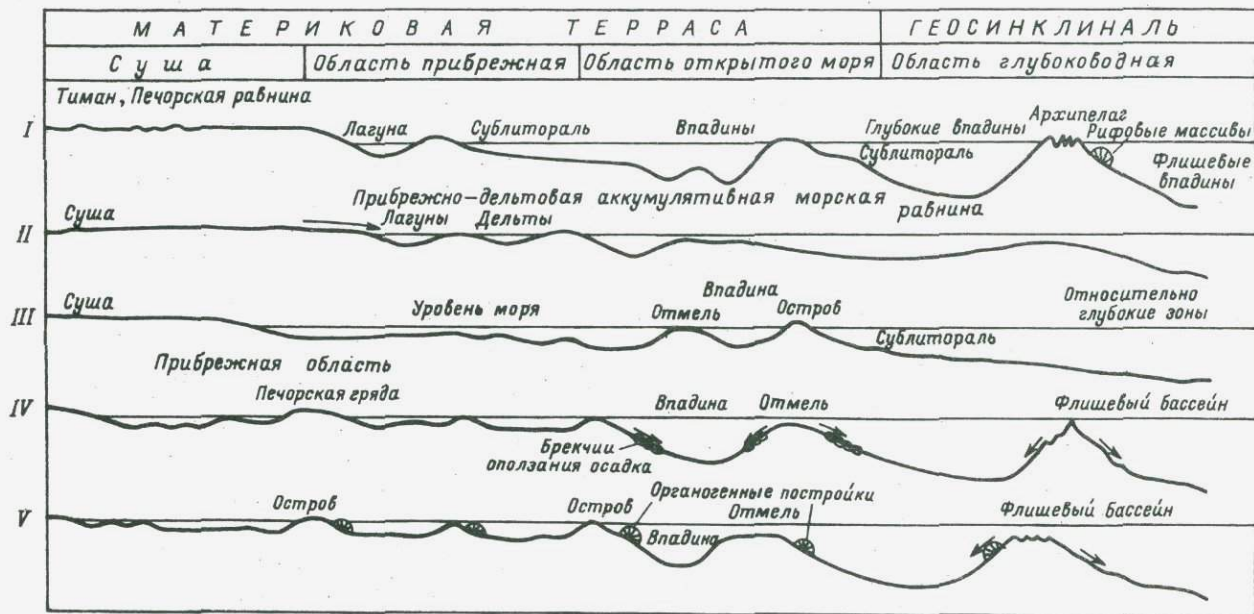 МАТЕРИКОВАЯ ТЕРРАСА ГЕОСИНКЛИНАЛЬ
Суша Область прибрежная Область открытого моря Область глубоководная
Тиман, Печорская равнина
I
Лагуна Сублитораль Впадины Глубокие впадины Архипелаг
Рифовые массивы
Сублитораль
Флишевые
впадины
Прибрежно-дельтовая аккумулятивная морская
равнина
II
Суша
Лагуны Дельты
III
Суша
Уровень моря
Отмель
Впадина
Остров
Относительно
глубокие зоны
Сублитораль
Прибрежная область
IV
Печорская гряда
Впадина Отмель Флишевый бассейн
Брекчии
оползания осадка
V
Остров Остров Органогенные постройки
Отмель
Впадина
Флишевый бассейн